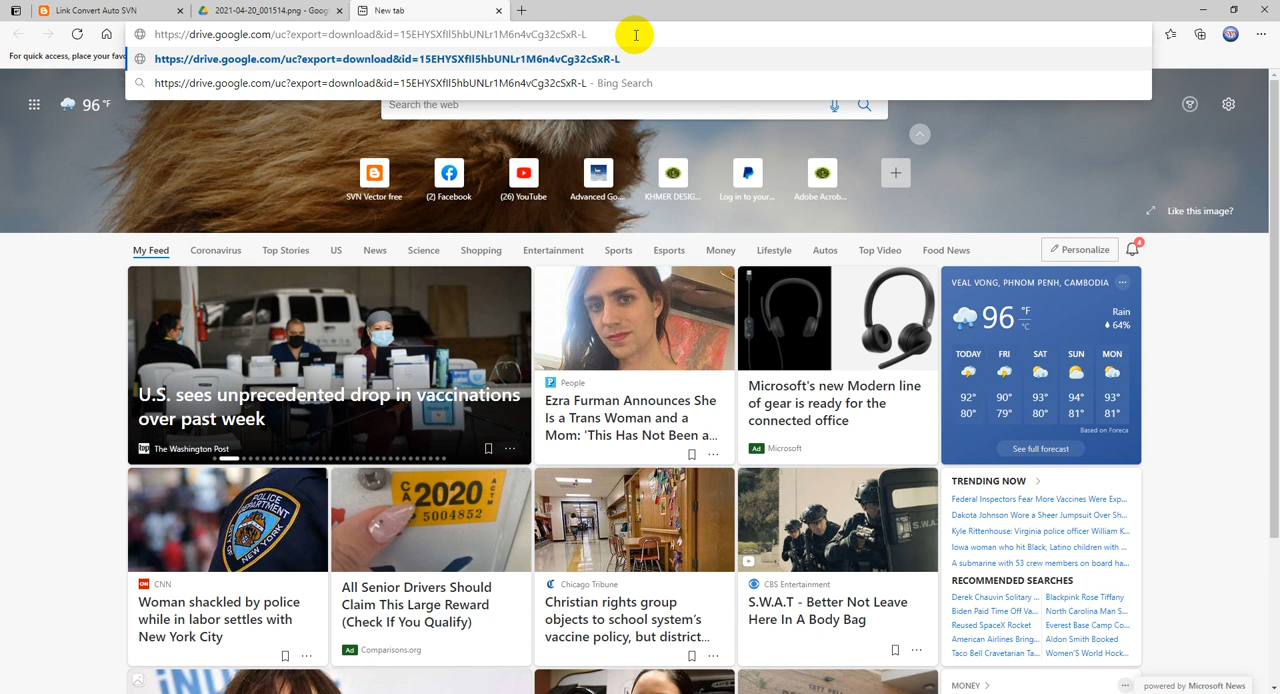 Link Convert Auto SVN
2021-04-20_001514.png - Goog
New tab
https://drive.google.com/uc?export=download&id=15EHYSXfIl5hbUNLr1M6n4vCg32cSxR-L
For quick access, place your favo
https://drive.google.com/uc?export=download&id=15EHYSXfIl5hbUNLr1M6n4vCg32cSxR-L
https://drive.google.com/uc?export=download&id=15EHYSXfIl5hbUNLr1M6n4vCg32cSxR-L - Bing Search
96 °F
Search the web
SVN Vector free
(2) Facebook
(26) YouTube
Advanced Go...
KHMER DESIG...
Log in to your...
Adobe Acrob...
Like this image?
My Feed
Coronavirus
Top Stories
US
News
Science
Shopping
Entertainment
Sports
Esports
Money
Lifestyle
Autos
Top Video
Food News
Personalize
4
U.S. sees unprecedented drop in vaccinations
over past week
The Washington Post
People
Ezra Furman Announces She
Is a Trans Woman and a
Mom: 'This Has Not Been a...
Microsoft's new Modern line
of gear is ready for the
connected office
Ad Microsoft
VEAL VONG, PHNOM PENH, CAMBODIA
96 °F
°C
Rain
64%
TODAY FRI SAT SUN MON
92° 90° 93° 94° 93°
80° 79° 80° 81° 81°
Based on Foreca
See full forecast
POLICE DEPARTMENT
NEW YORK
CNN
Woman shackled by police
while in labor settles with
New York City
2020
5004852
All Senior Drivers Should
Claim This Large Reward
(Check If You Qualify)
Ad Comparisons.org
Chicago Tribune
Christian rights group
objects to school system's
vaccine policy, but district...
S.W.A.
CBS Entertainment
S.W.A.T - Better Not Leave
Here In A Body Bag
TRENDING NOW
Federal Inspectors Fear More Vaccines Were Exp...
Dakota Johnson Wore a Sheer Jumpsuit Over Sh...
Kyle Rittenhouse: Virginia police officer William K...
Iowa woman who hit Black, Latino children with ...
A submarine with 53 crew members on board ha...
RECOMMENDED SEARCHES
Derek Chauvin Solitary ...
Blackpink Rose Tiffany
Biden Paid Time Off Va...
North Carolina Man S...
Reused SpaceX Rocket
Everest Base Camp Co...
American Airlines Bring...
Aldon Smith Booked
Taco Bell Cravetarian Ta...
Women'S World Hock...
MONEY
powered by Microsoft News